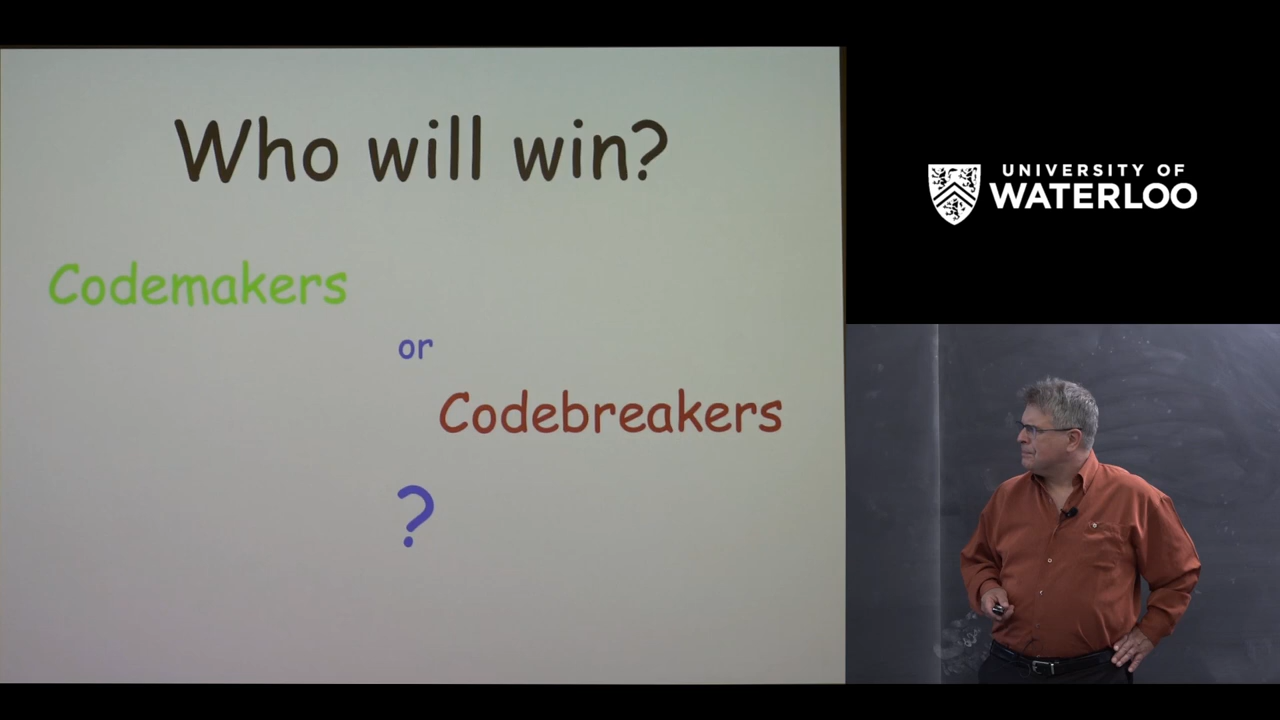 Who will win?
Codemakers
or
Codebreakers
?
UNIVERSITY OF
WATERLOO